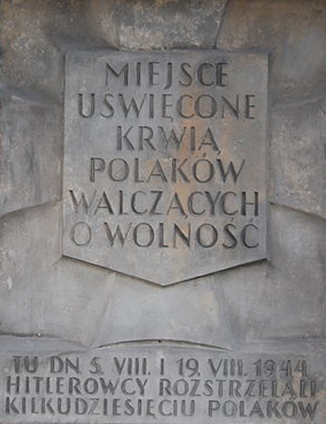 MIEJSCE
UŚWIĘCONE
KRWIĄ
POLAKÓW
WALCZĄCYCH
O WOLNOŚĆ
TU DN 5. VIII. I 19. VIII. 1944
HITLEROWCY ROZSTRZELALI
KILKUDZIESIĘCIU POLAKÓW